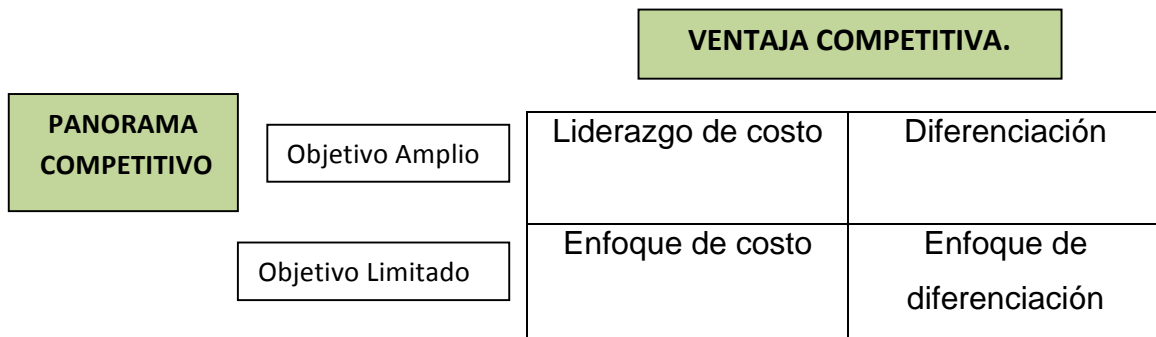 VENTAJA COMPETITIVA.
PANORAMA
COMPETITIVO
Objetivo Amplio
Liderazgo de costo
Diferenciación
Objetivo Limitado
Enfoque de costo
Enfoque de
diferenciación